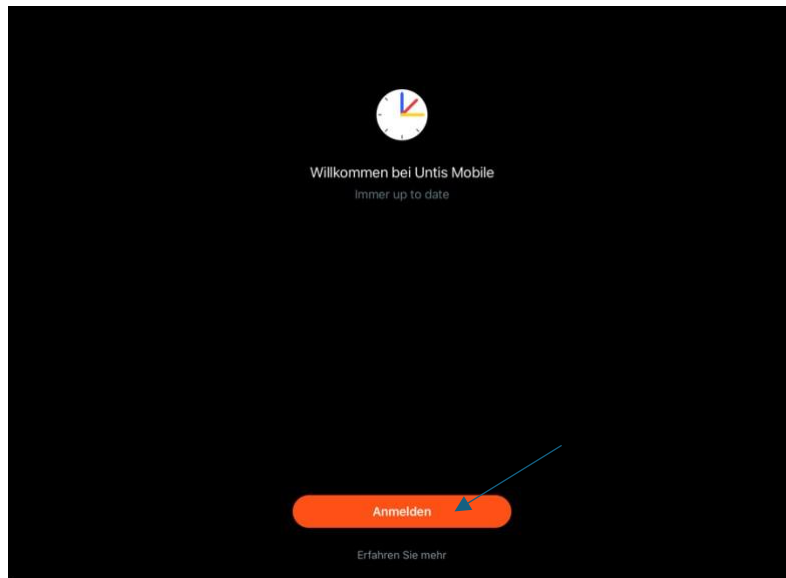 Willkommen bei Untis Mobile
Immer up to date
Anmelden
Erfahren Sie mehr